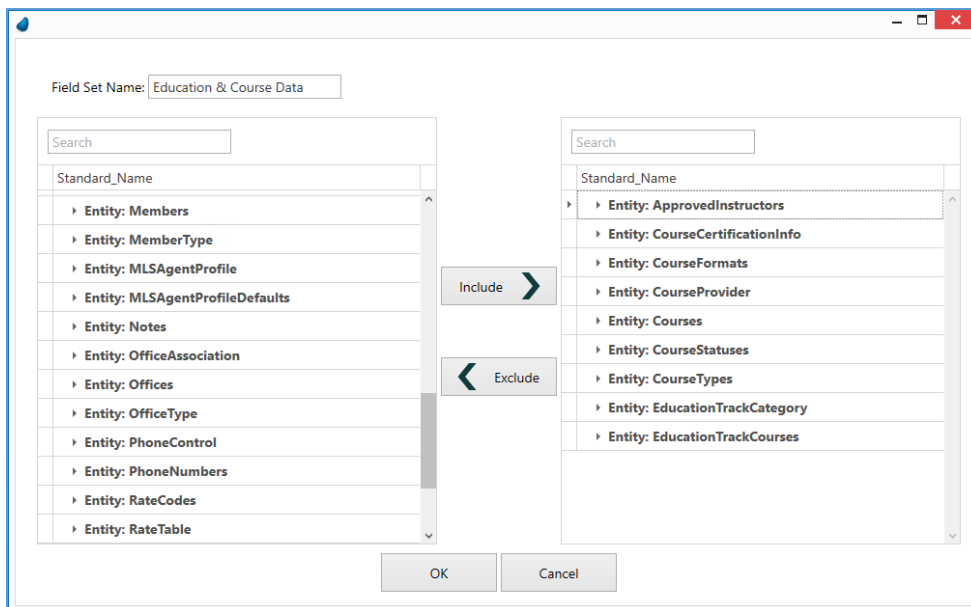 Field Set Name: Education & Course Data
Search
Standard_Name
Entity: Members
Entity: MemberType
Entity: MLSAgentProfile
Entity: MLSAgentProfileDefaults
Entity: Notes
Entity: OfficeAssociation
Entity: Offices
Entity: OfficeType
Entity: PhoneControl
Entity: PhoneNumbers
Entity: RateCodes
Entity: RateTable
Include
Exclude
Search
Standard_Name
Entity: ApprovedInstructors
Entity: CourseCertificationInfo
Entity: CourseFormats
Entity: CourseProvider
Entity: Courses
Entity: CourseStatuses
Entity: CourseTypes
Entity: EducationTrackCategory
Entity: EducationTrackCourses
OK
Cancel